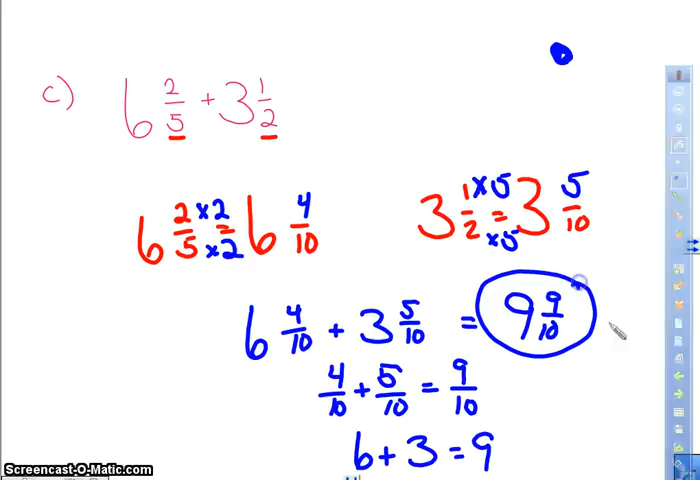 c) 6 2/5 + 3 1/2
6 2/5 ×2 ×2 = 6 4/10
3 1/2 ×5 ×5 = 3 5/10
6 4/10 + 3 5/10 = 9 9/10
4/10 + 5/10 = 9/10
6 + 3 = 9
Screencast-O-Matic.com